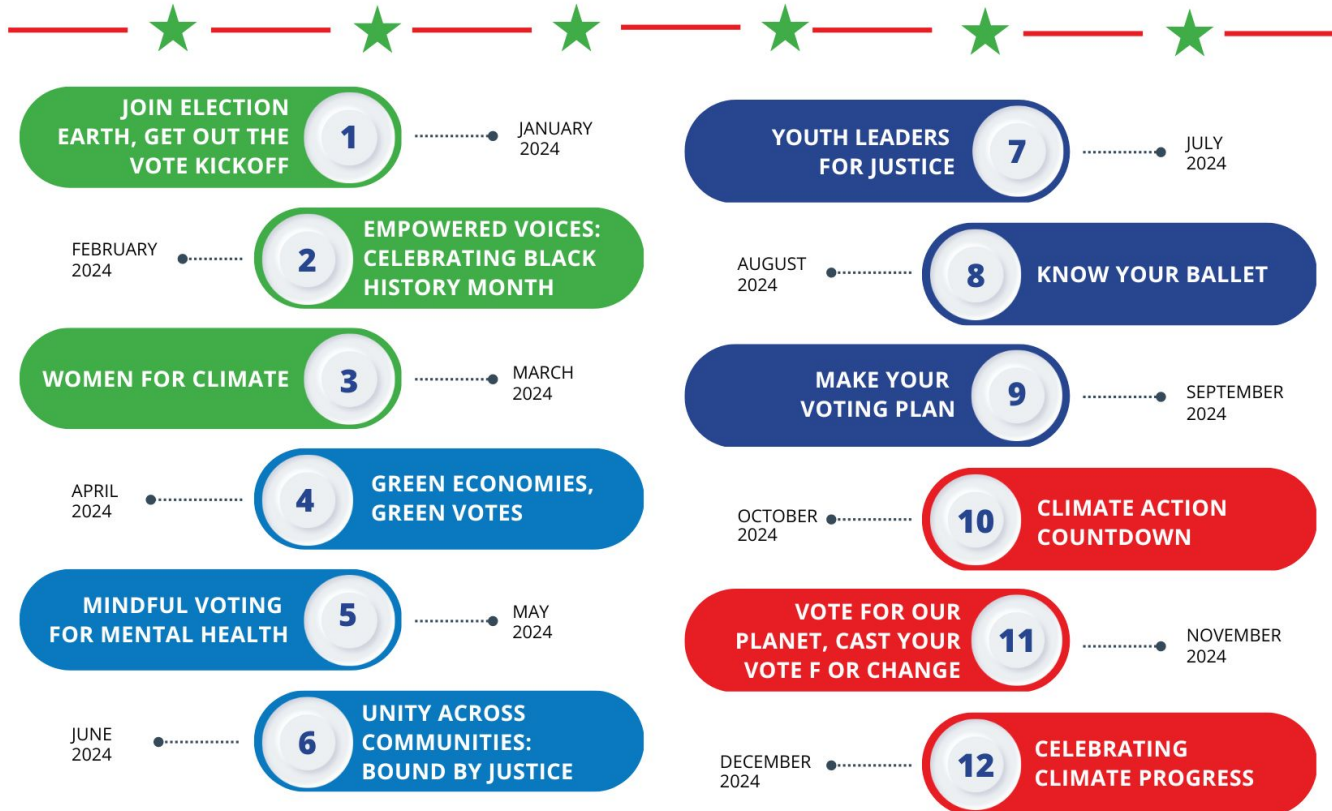 JOIN ELECTION
EARTH, GET OUT THE
VOTE KICKOFF
1
JANUARY
2024
FEBRUARY
2024
2
EMPOWERED VOICES:
CELEBRATING BLACK
HISTORY MONTH
WOMEN FOR CLIMATE
3
MARCH
2024
APRIL
2024
4
GREEN ECONOMIES,
GREEN VOTES
MINDFUL VOTING
FOR MENTAL HEALTH
5
MAY
2024
JUNE
2024
6
UNITY ACROSS
COMMUNITIES:
BOUND BY JUSTICE
YOUTH LEADERS
FOR JUSTICE
7
JULY
2024
AUGUST
2024
8
KNOW YOUR BALLET
MAKE YOUR
VOTING PLAN
9
SEPTEMBER
2024
OCTOBER
2024
10
CLIMATE ACTION
COUNTDOWN
VOTE FOR OUR
PLANET, CAST YOUR
VOTE F OR CHANGE
11
NOVEMBER
2024
DECEMBER
2024
12
CELEBRATING
CLIMATE PROGRESS